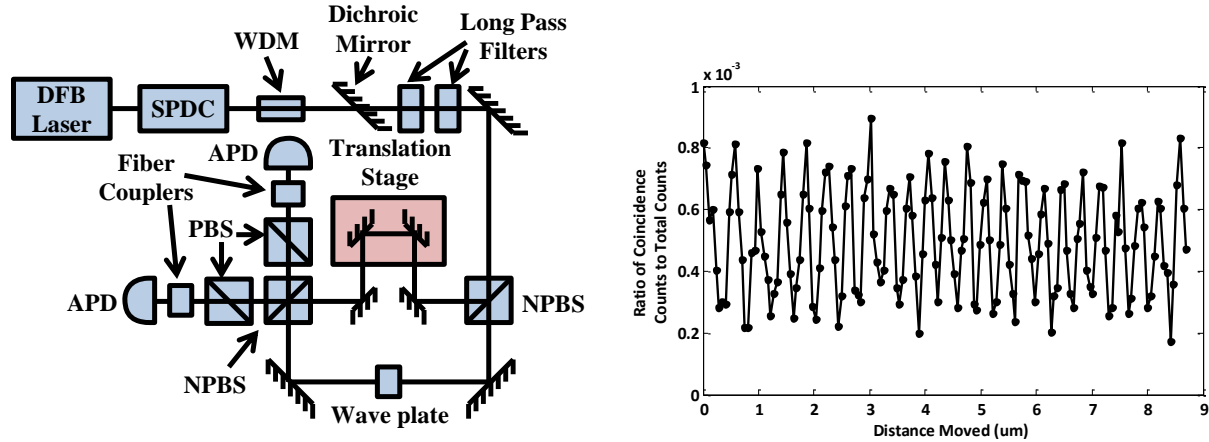 Dichroic
Mirror
Long Pass
Filters
WDM
DFB
Laser
SPDC
APD
Translation
Stage
Fiber
Couplers
PBS
APD
NPBS
NPBS
Wave plate
x 10-3
1
0.8
0.6
0.4
0.2
0
Ratio of Coincidence
Counts to Total Counts
0 1 2 3 4 5 6 7 8 9
Distance Moved (um)